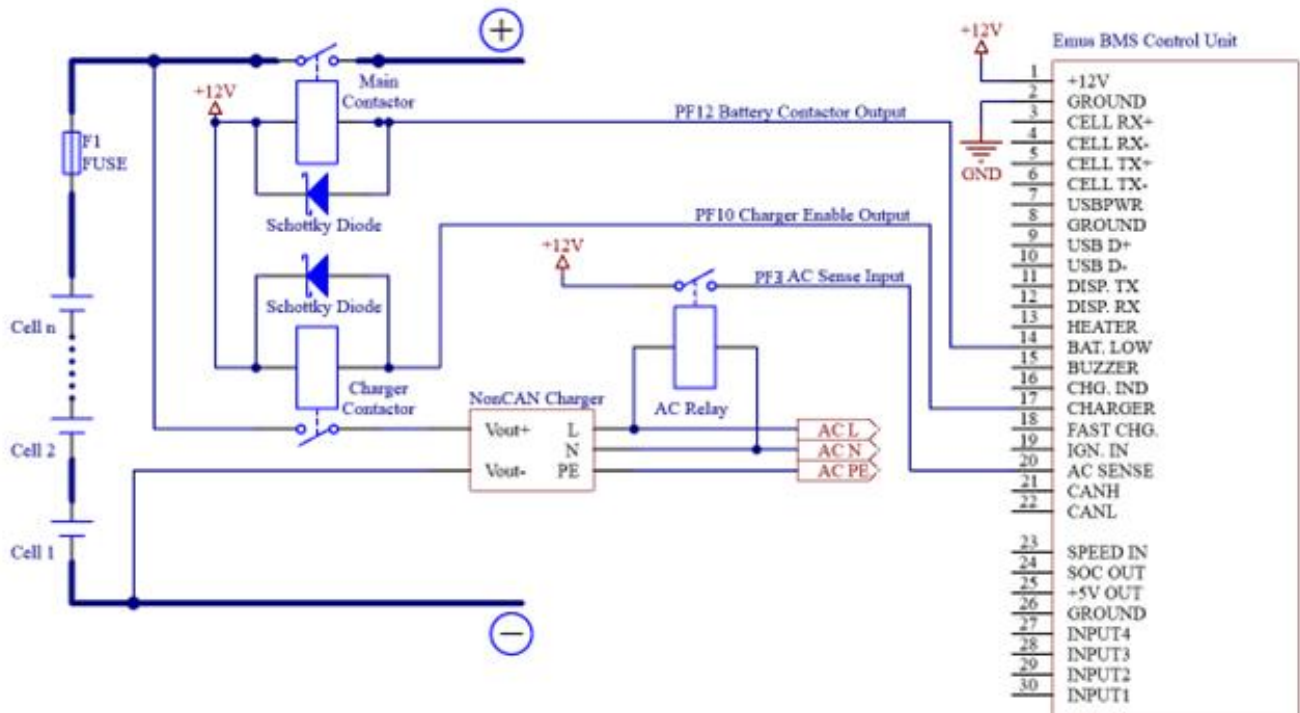 +
+12V
Emus BMS Control Unit
Main
Contactor
+12V
F1
FUSE
PF12 Battery Contactor Output
Schottky Diode
PF10 Charger Enable Output
Schottky Diode
+12V
PF3 AC Sense Input
GND
Cell n
Charger
Contactor
NonCAN Charger
AC Relay
Vout+ L
N
Vout- PE
AC L
AC N
AC PE
Cell 2
Cell 1
−
1 +12V
2 GROUND
3 CELL RX+
4 CELL RX-
5 CELL TX+
6 CELL TX-
7 USBPWR
8 GROUND
9 USB D+
10 USB D-
11 DISP. TX
12 DISP. RX
13 HEATER
14 BAT. LOW
15 BUZZER
16 CHG. IND
17 CHARGER
18 FAST CHG.
19 IGN. IN
20 AC SENSE
21 CANH
22 CANL
23 SPEED IN
24 SOC OUT
25 +5V OUT
26 GROUND
27 INPUT4
28 INPUT3
29 INPUT2
30 INPUT1